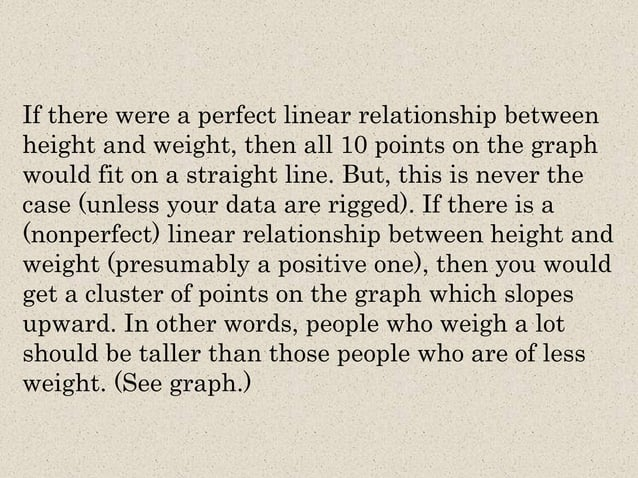 If there were a perfect linear relationship between
height and weight, then all 10 points on the graph
would fit on a straight line. But, this is never the
case (unless your data are rigged). If there is a
(nonperfect) linear relationship between height and
weight (presumably a positive one), then you would
get a cluster of points on the graph which slopes
upward. In other words, people who weigh a lot
should be taller than those people who are of less
weight. (See graph.)